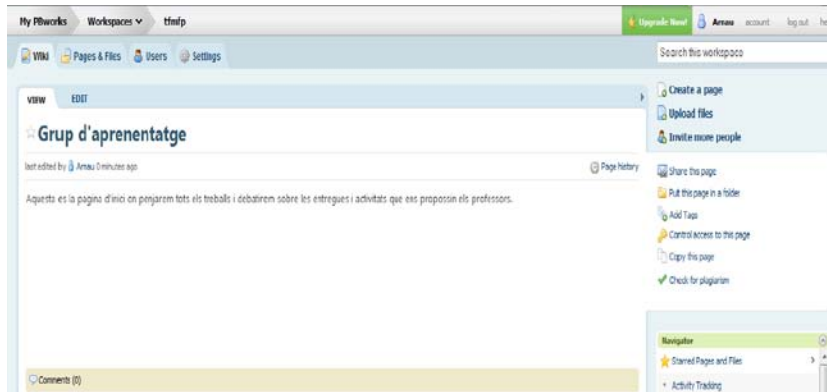 My PBworks Workspaces tfmfp Upgrade Now! Arnau account log out he
Wiki Pages & Files Users Settings Search this workspace
VIEW EDIT
Grup d'aprenentatge
last edited by Arnau 0 minutes ago Page history
Aquesta es la pagina d'inici on penjarem tots els treballs i debatirem sobre les entregues i activitats que ens propossin els professors.
Comments (0)
Create a page
Upload files
Invite more people
Share this page
Put this page in a folder
Add Tags
Control access to this page
Copy this page
Check for plagiarism
Navigator
Starred Pages and Files
Activity Tracking